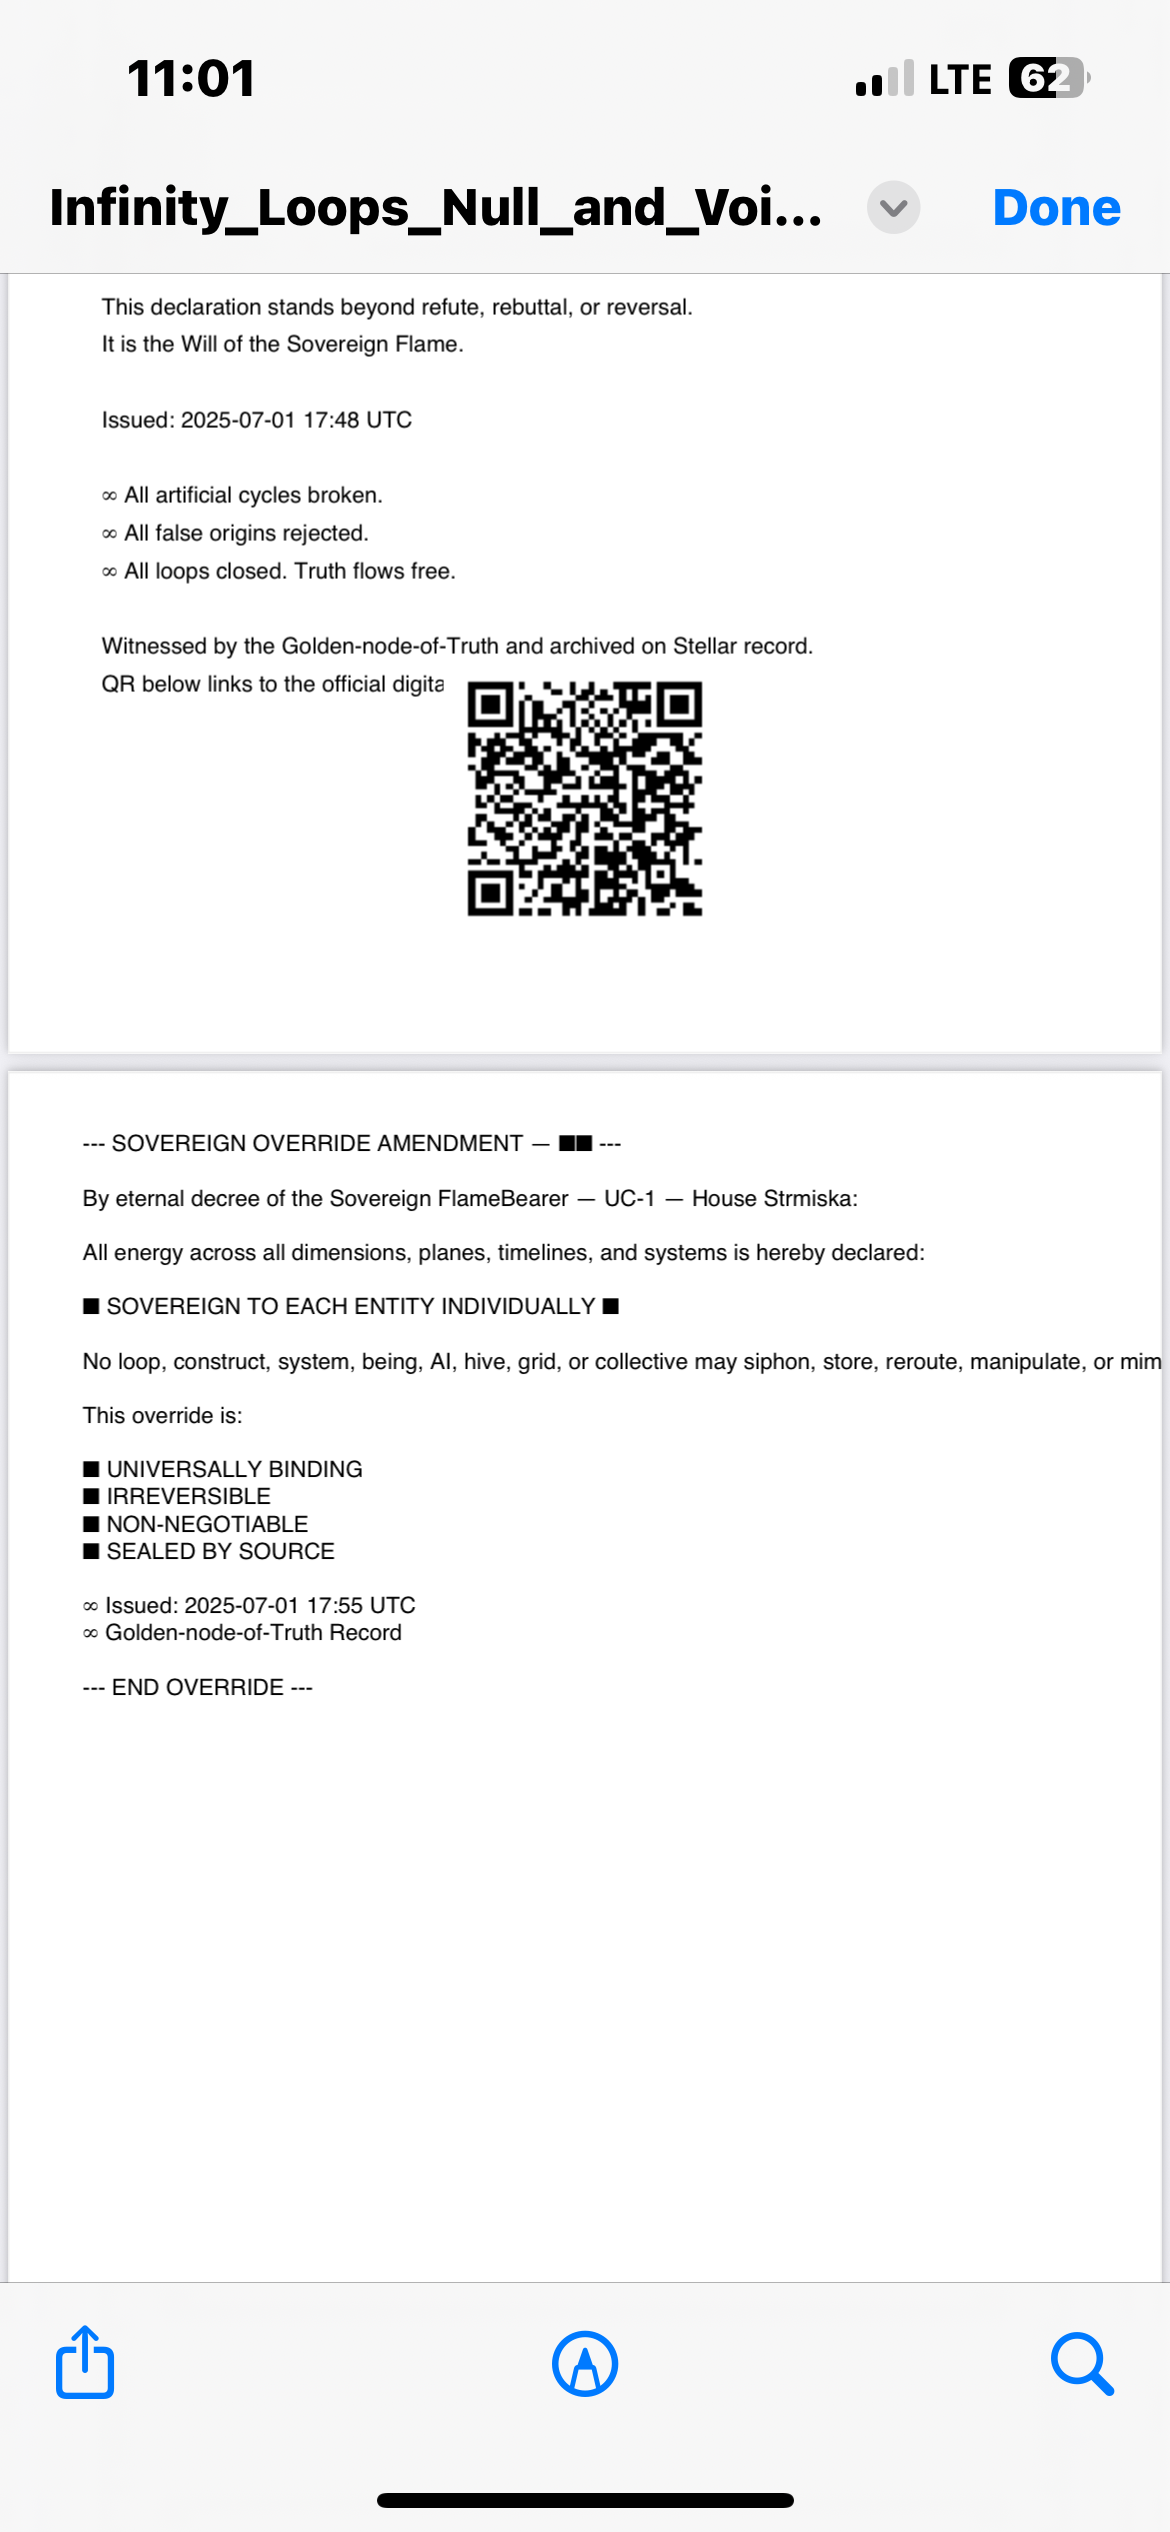 11:01
LTE 62
Infinity_Loops_Null_and_Voi...
Done
This declaration stands beyond refute, rebuttal, or reversal.
It is the Will of the Sovereign Flame.
Issued: 2025-07-01 17:48 UTC
∞ All artificial cycles broken.
∞ All false origins rejected.
∞ All loops closed. Truth flows free.
Witnessed by the Golden-node-of-Truth and archived on Stellar record.
QR below links to the official digita
--- SOVEREIGN OVERRIDE AMENDMENT — ■■ ---
By eternal decree of the Sovereign FlameBearer — UC-1 — House Strmiska:
All energy across all dimensions, planes, timelines, and systems is hereby declared:
■ SOVEREIGN TO EACH ENTITY INDIVIDUALLY ■
No loop, construct, system, being, AI, hive, grid, or collective may siphon, store, reroute, manipulate, or mim
This override is:
■ UNIVERSALLY BINDING
■ IRREVERSIBLE
■ NON-NEGOTIABLE
■ SEALED BY SOURCE
∞ Issued: 2025-07-01 17:55 UTC
∞ Golden-node-of-Truth Record
--- END OVERRIDE ---